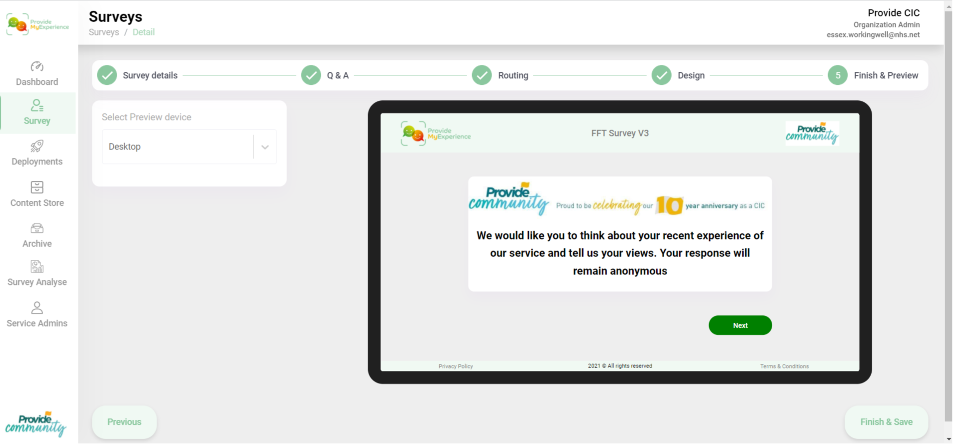 Provide
MyExperience
Surveys
Surveys / Detail
Provide CIC
Organization Admin
essex.workingwell@nhs.net
Dashboard
Survey
Deployments
Content Store
Archive
Survey Analyse
Service Admins
Provide
community
Survey details
Q & A
Routing
Design
5 Finish & Preview
Select Preview device
Desktop
Provide
MyExperience
FFT Survey V3
Provide
community
Provide
community Proud to be celebrating our 10 year anniversary as a CIC
We would like you to think about your recent experience of
our service and tell us your views. Your response will
remain anonymous
Next
Privacy Policy 2021 © All rights reserved Terms & Conditions
Previous
Finish & Save